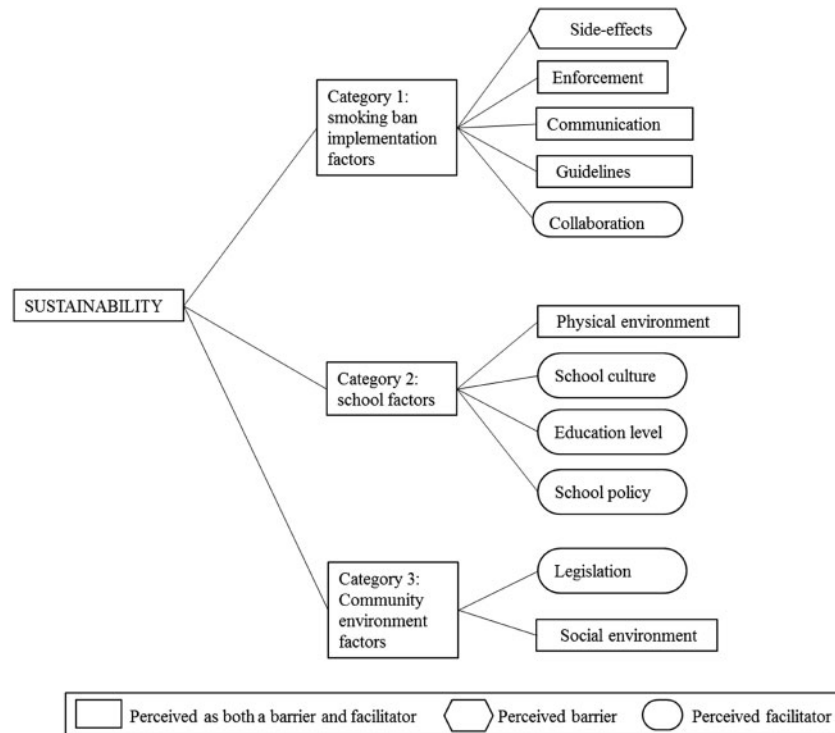 Side-effects
Enforcement
Category 1:
smoking ban
implementation
factors
Communication
Guidelines
Collaboration
SUSTAINABILITY
Physical environment
Category 2:
school factors
School culture
Education level
School policy
Category 3:
Community
environment
factors
Legislation
Social environment
Perceived as both a barrier and facilitator
Perceived barrier
Perceived facilitator